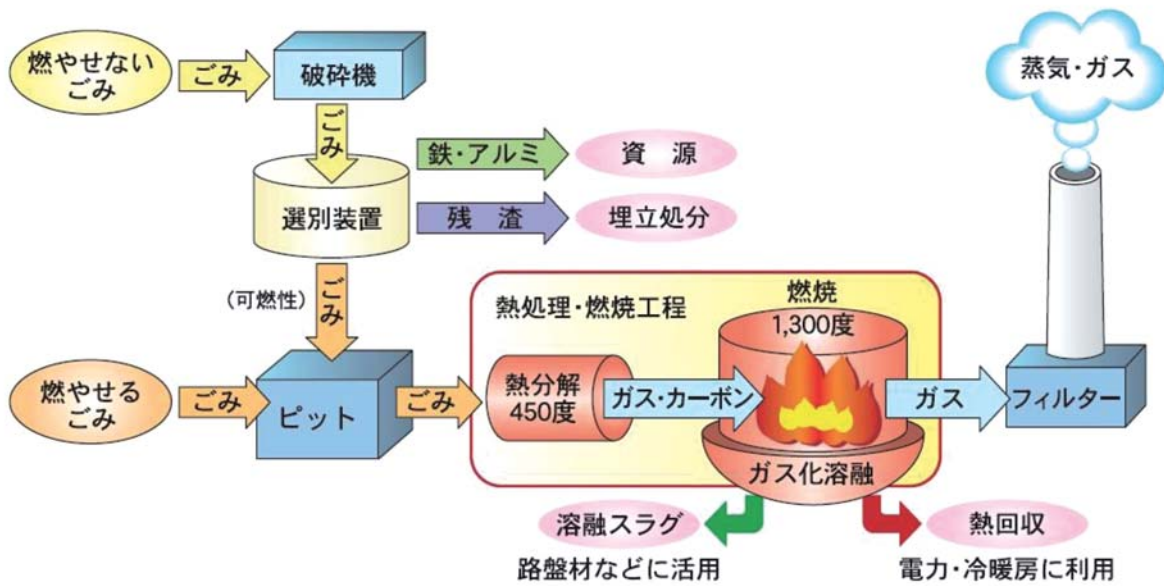 燃やせない
ごみ
ごみ
破砕機
蒸気・ガス
ごみ
鉄・アルミ
資 源
選別装置
残 渣
埋立処分
(可燃性)
ごみ
熱処理・燃焼工程
燃焼
1,300度
燃やせる
ごみ
ごみ
ピット
ごみ
熱分解
450度
ガス・カーボン
ガス
フィルター
ガス化溶融
溶融スラグ
路盤材などに活用
熱回収
電力・冷暖房に利用